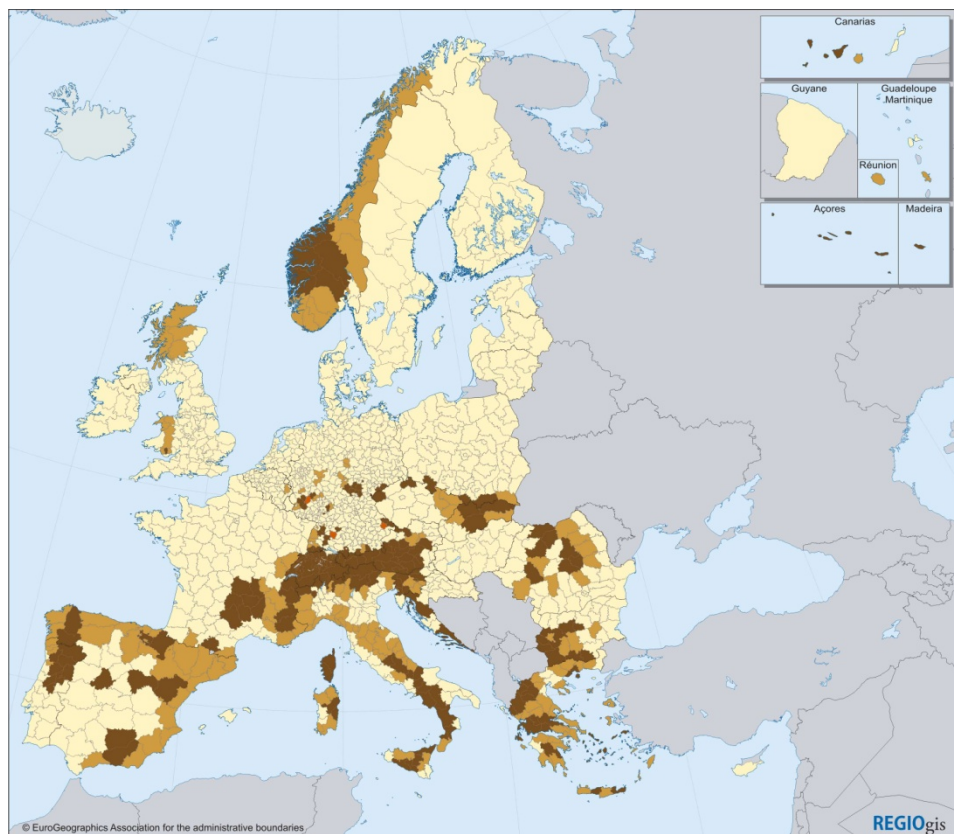 Canarias
Guyane
Guadeloupe
Martinique
Réunion
Açores
Madeira
© EuroGeographics Association for the administrative boundaries
REGIOgis